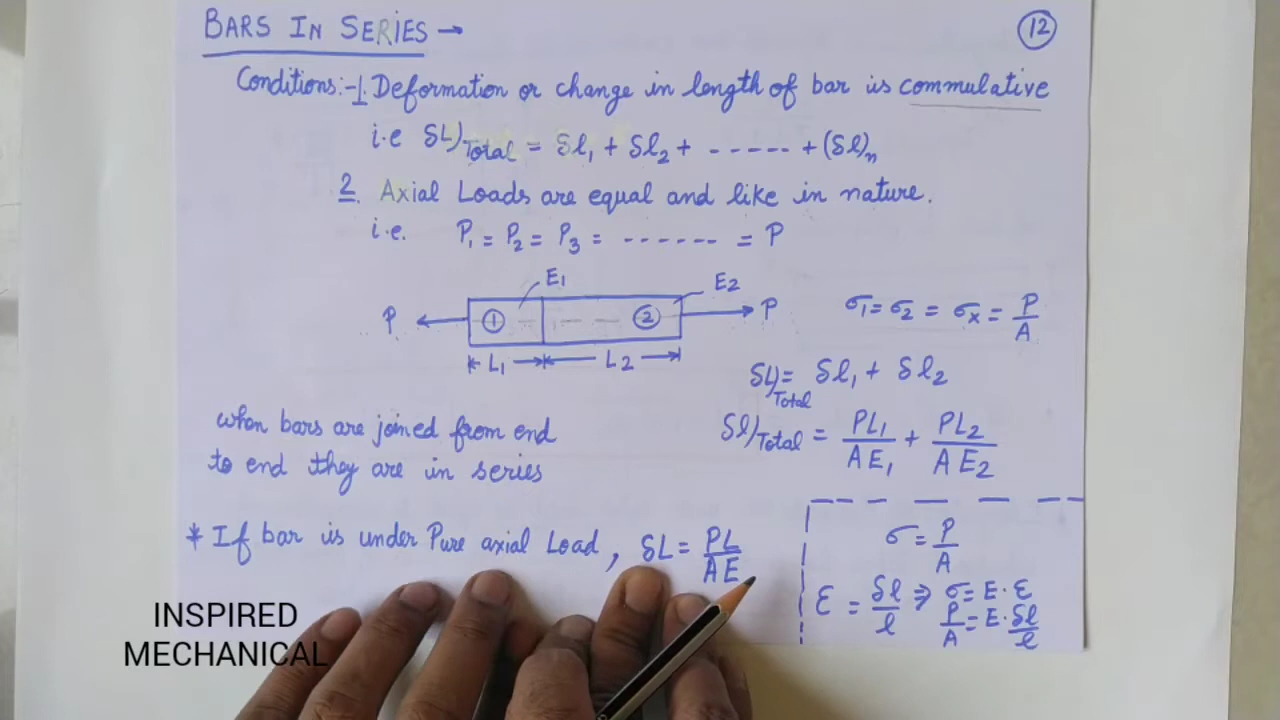 BARS IN SERIES →
12
Conditions:- 1. Deformation or change in length of bar is commulative
i.e δL)Total = δl₁ + δl₂ + ------ + (δl)n
2. Axial Loads are equal and like in nature.
i.e. P₁ = P₂ = P₃ = ------- = P
E₁
E₂
P ① ② P
L₁ L₂
σ₁ = σ₂ = σx = P/A
δL)Total = δl₁ + δl₂
δl)Total = PL₁/AE₁ + PL₂/AE₂
when bars are joined from end
to end they are in series
* If bar is under Pure axial Load, δL = PL/AE
σ = P/A
ε = δl/l ⇒ σ = E·ε
P/A = E·δl/l
INSPIRED
MECHANICAL